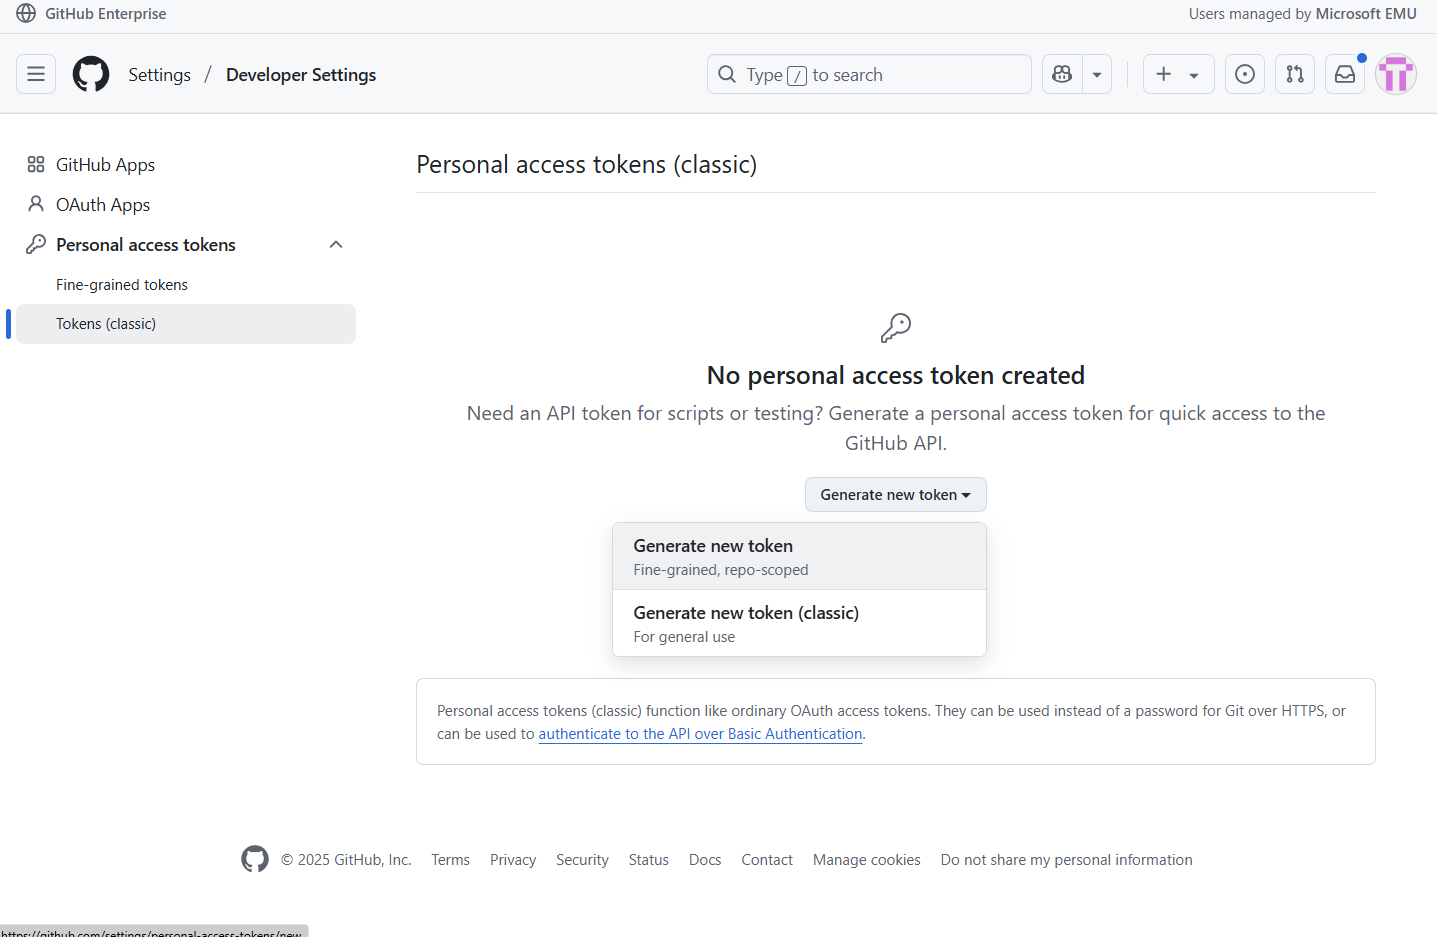 GitHub Enterprise
Users managed by Microsoft EMU
Settings / Developer Settings
Type / to search
GitHub Apps
OAuth Apps
Personal access tokens
Fine-grained tokens
Tokens (classic)
Personal access tokens (classic)
No personal access token created
Need an API token for scripts or testing? Generate a personal access token for quick access to the
GitHub API.
Generate new token
Generate new token
Fine-grained, repo-scoped
Generate new token (classic)
For general use
Personal access tokens (classic) function like ordinary OAuth access tokens. They can be used instead of a password for Git over HTTPS, or
can be used to authenticate to the API over Basic Authentication.
© 2025 GitHub, Inc. Terms Privacy Security Status Docs Contact Manage cookies Do not share my personal information
https://github.com/settings/personal-access-tokens/new